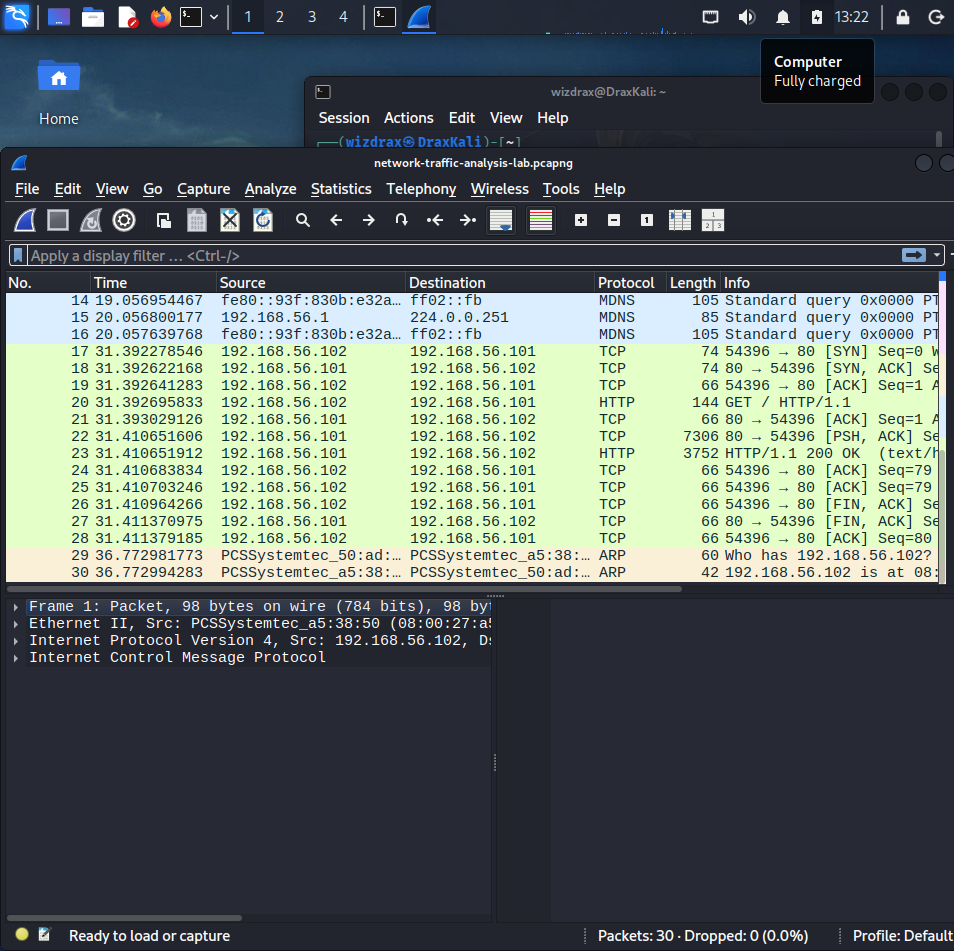 1 2 3 4 13:22
Computer
Fully charged
Home
wizdrax@DraxKali: ~
Session Actions Edit View Help
(wizdrax㉿DraxKali)-[~]
network-traffic-analysis-lab.pcapng
File Edit View Go Capture Analyze Statistics Telephony Wireless Tools Help
Apply a display filter … <Ctrl-/>
No. Time Source Destination Protocol Length Info
14 19.056954467 fe80::93f:830b:e32a… ff02::fb MDNS 105 Standard query 0x0000 PT
15 20.056800177 192.168.56.1 224.0.0.251 MDNS 85 Standard query 0x0000 PT
16 20.057639768 fe80::93f:830b:e32a… ff02::fb MDNS 105 Standard query 0x0000 PT
17 31.392278546 192.168.56.102 192.168.56.101 TCP 74 54396 → 80 [SYN] Seq=0 W
18 31.392622168 192.168.56.101 192.168.56.102 TCP 74 80 → 54396 [SYN, ACK] Se
19 31.392641283 192.168.56.102 192.168.56.101 TCP 66 54396 → 80 [ACK] Seq=1 A
20 31.392695833 192.168.56.102 192.168.56.101 HTTP 144 GET / HTTP/1.1
21 31.393029126 192.168.56.101 192.168.56.102 TCP 66 80 → 54396 [ACK] Seq=1 A
22 31.410651606 192.168.56.101 192.168.56.102 TCP 7306 80 → 54396 [PSH, ACK] Se
23 31.410651912 192.168.56.101 192.168.56.102 HTTP 3752 HTTP/1.1 200 OK (text/h
24 31.410683834 192.168.56.102 192.168.56.101 TCP 66 54396 → 80 [ACK] Seq=79
25 31.410703246 192.168.56.102 192.168.56.101 TCP 66 54396 → 80 [ACK] Seq=79
26 31.410964266 192.168.56.102 192.168.56.101 TCP 66 54396 → 80 [FIN, ACK] Se
27 31.411370975 192.168.56.101 192.168.56.102 TCP 66 80 → 54396 [FIN, ACK] Se
28 31.411379185 192.168.56.102 192.168.56.101 TCP 66 54396 → 80 [ACK] Seq=80
29 36.772981773 PCSSystemtec_50:ad:… PCSSystemtec_a5:38:… ARP 60 Who has 192.168.56.102?
30 36.772994283 PCSSystemtec_a5:38:… PCSSystemtec_50:ad:… ARP 42 192.168.56.102 is at 08:
Frame 1: Packet, 98 bytes on wire (784 bits), 98 by
Ethernet II, Src: PCSSystemtec_a5:38:50 (08:00:27:a5
Internet Protocol Version 4, Src: 192.168.56.102, Ds
Internet Control Message Protocol
Ready to load or capture Packets: 30 · Dropped: 0 (0.0%) Profile: Default